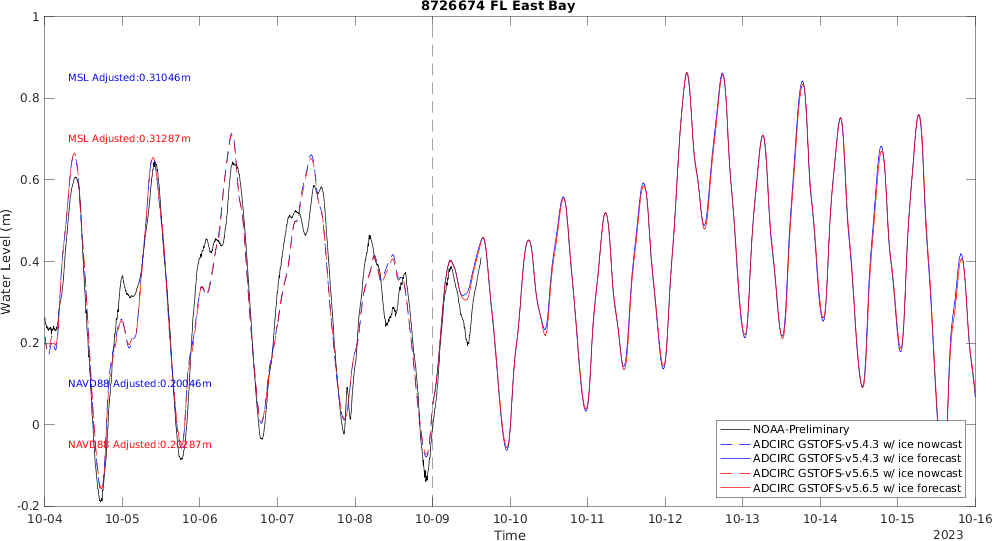 8726674 FL East Bay
1
0.8
0.6
0.4
0.2
0
-0.2
Water Level (m)
MSL Adjusted:0.31046m
MSL Adjusted:0.31287m
NAVD88 Adjusted:0.20046m
NAVD88 Adjusted:0.20287m
NOAA-Preliminary
ADCIRC GSTOFS-v5.4.3 w/ ice nowcast
ADCIRC GSTOFS-v5.4.3 w/ ice forecast
ADCIRC GSTOFS-v5.6.5 w/ ice nowcast
ADCIRC GSTOFS-v5.6.5 w/ ice forecast
10-04 10-05 10-06 10-07 10-08 10-09 10-10 10-11 10-12 10-13 10-14 10-15 10-16
Time
2023